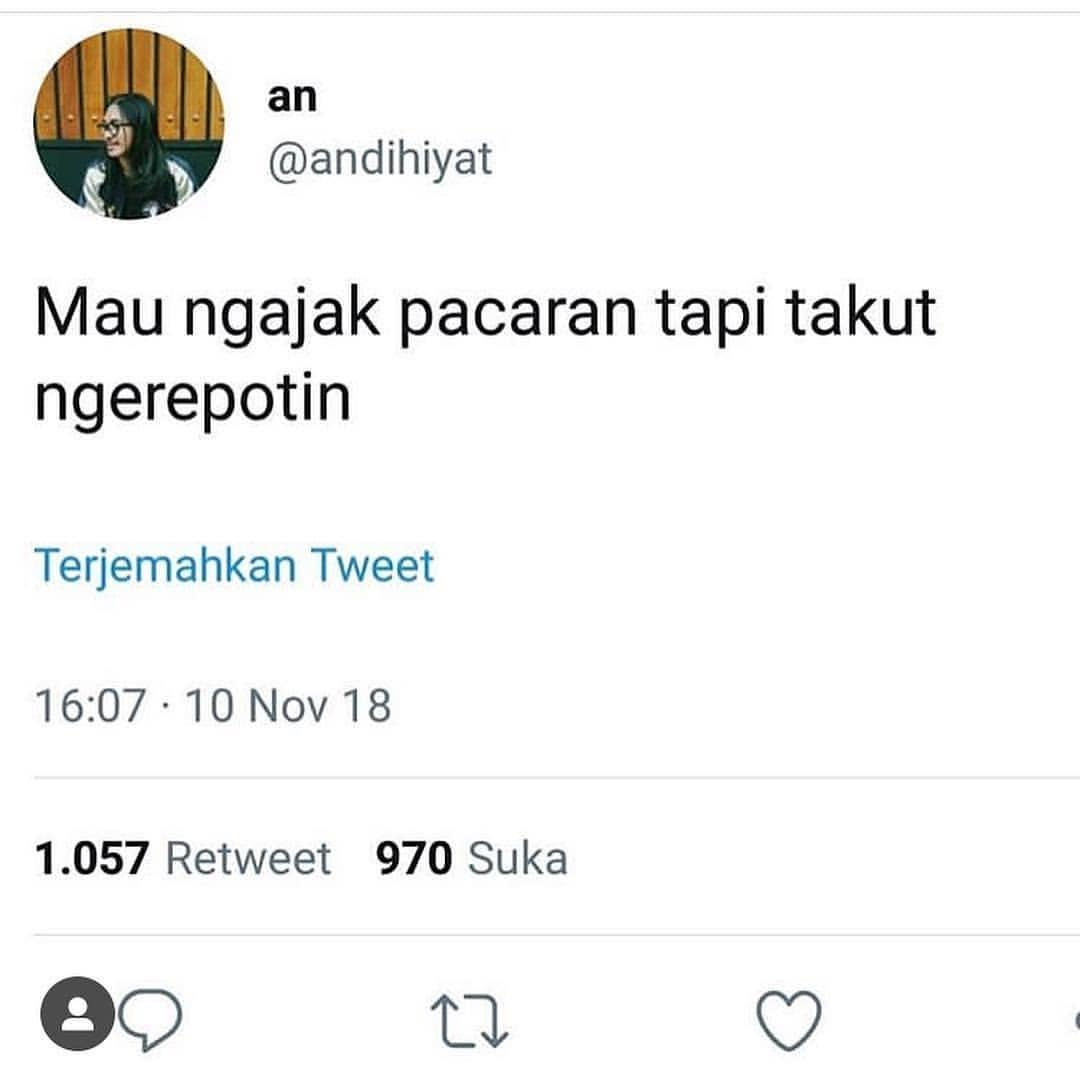 an
@andihiyat
Mau ngajak pacaran tapi takut
ngerepotin
Terjemahkan Tweet
16:07 · 10 Nov 18
1.057 Retweet 970 Suka